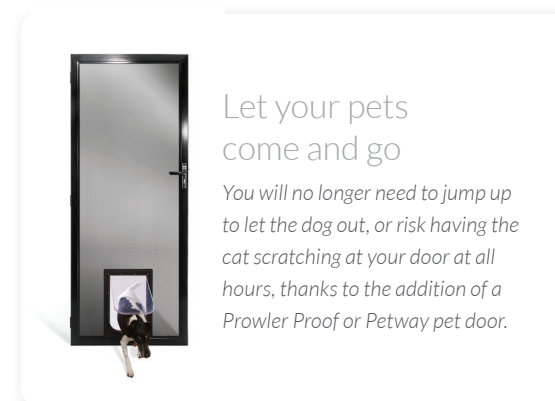 Let your pets
come and go
You will no longer need to jump up
to let the dog out, or risk having the
cat scratching at your door at all
hours, thanks to the addition of a
Prowler Proof or Petway pet door.